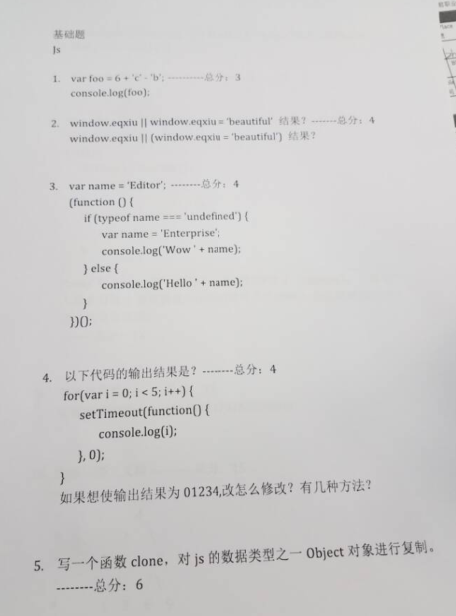 基础题
Js
1. var foo = 6 + 'c' - 'b'; ----------总分：3
console.log(foo);
2. window.eqxiu || window.eqxiu = 'beautiful' 结果？-------总分：4
window.eqxiu || (window.eqxiu = 'beautiful') 结果？
3. var name = 'Editor'; --------总分：4
(function () {
if (typeof name === 'undefined') {
var name = 'Enterprise';
console.log('Wow ' + name);
} else {
console.log('Hello ' + name);
}
})();
4. 以下代码的输出结果是？--------总分：4
for(var i = 0; i < 5; i++) {
setTimeout(function() {
console.log(i);
}, 0);
}
如果想使输出结果为 01234,改怎么修改？有几种方法？
5. 写一个函数 clone，对 js 的数据类型之一 Object 对象进行复制。
--------总分：6